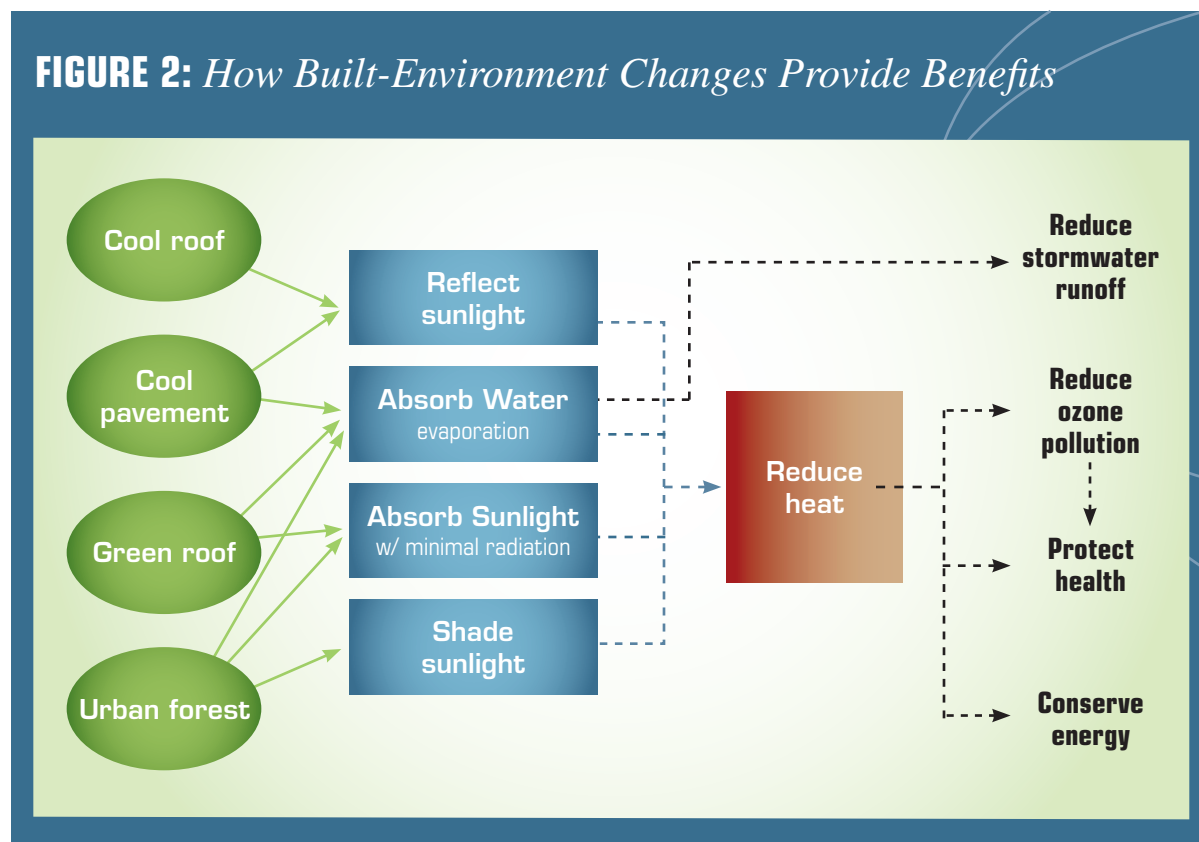 FIGURE 2: How Built-Environment Changes Provide Benefits
Cool roof
Cool
pavement
Green roof
Urban forest
Reflect
sunlight
Absorb Water
evaporation
Absorb Sunlight
w/ minimal radiation
Shade
sunlight
Reduce
heat
Reduce
stormwater
runoff
Reduce
ozone
pollution
Protect
health
Conserve
energy